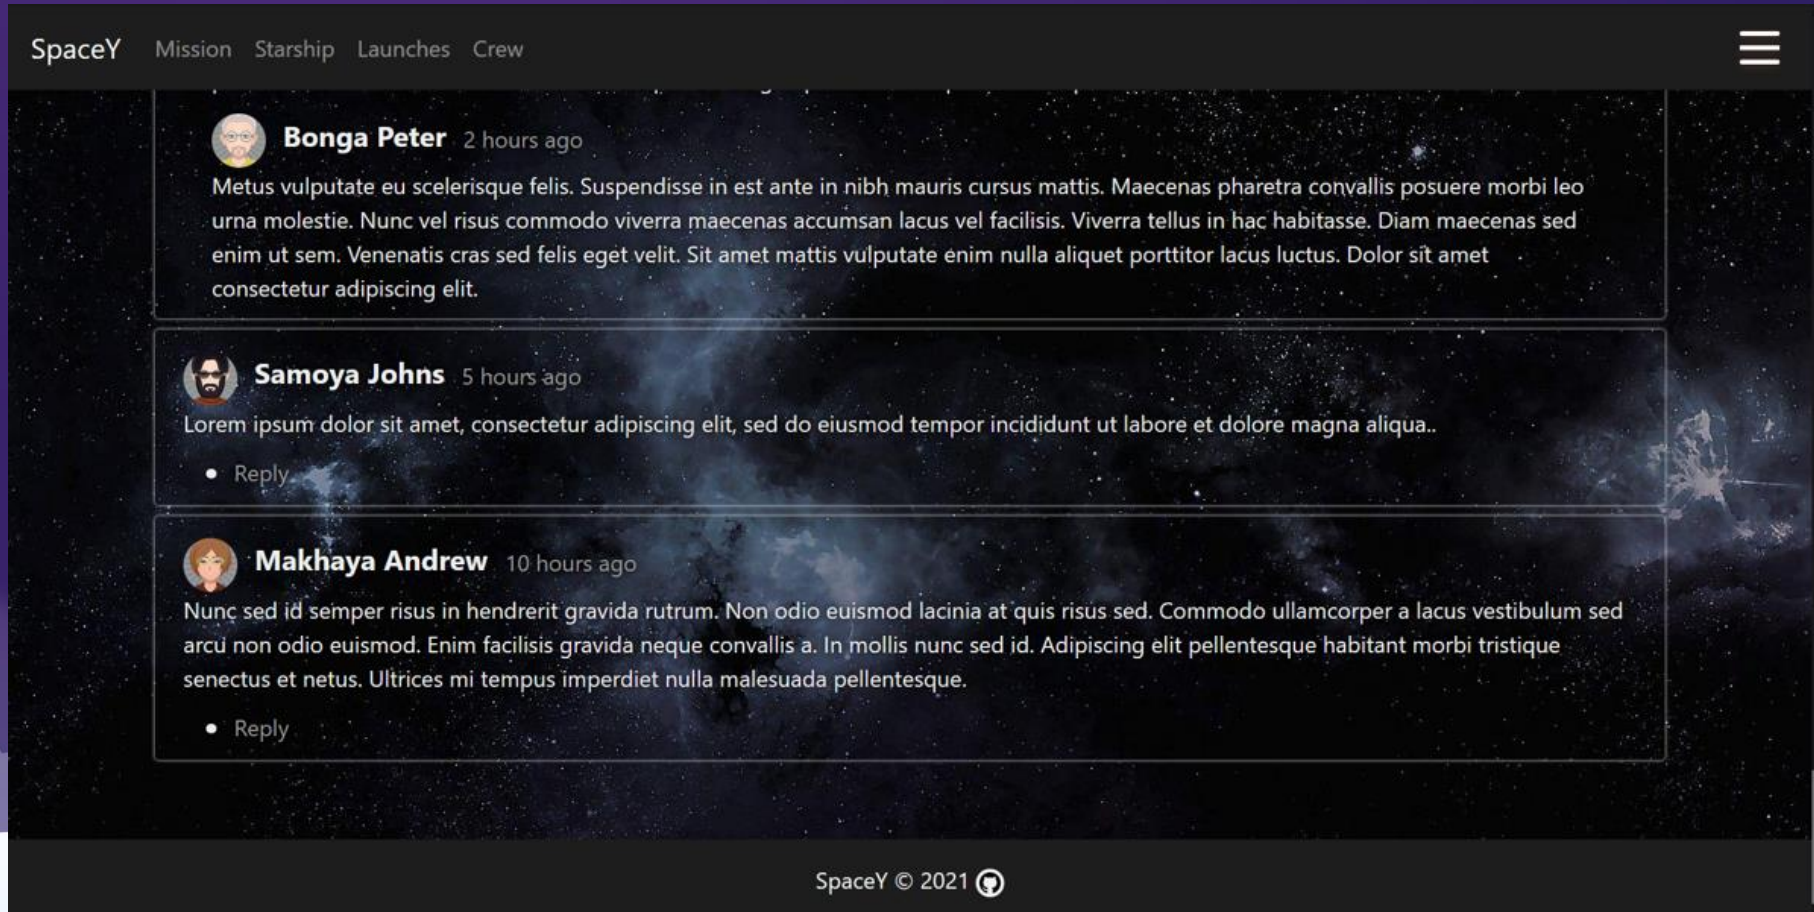 SpaceY Mission Starship Launches Crew
Bonga Peter 2 hours ago
Metus vulputate eu scelerisque felis. Suspendisse in est ante in nibh mauris cursus mattis. Maecenas pharetra convallis posuere morbi leo
urna molestie. Nunc vel risus commodo viverra maecenas accumsan lacus vel facilisis. Viverra tellus in hac habitasse. Diam maecenas sed
enim ut sem. Venenatis cras sed felis eget velit. Sit amet mattis vulputate enim nulla aliquet porttitor lacus luctus. Dolor sit amet
consectetur adipiscing elit.
Samoya Johns 5 hours ago
Lorem ipsum dolor sit amet, consectetur adipiscing elit, sed do eiusmod tempor incididunt ut labore et dolore magna aliqua..
• Reply
Makhaya Andrew 10 hours ago
Nunc sed id semper risus in hendrerit gravida rutrum. Non odio euismod lacinia at quis risus sed. Commodo ullamcorper a lacus vestibulum sed
arcu non odio euismod. Enim facilisis gravida neque convallis a. In mollis nunc sed id. Adipiscing elit pellentesque habitant morbi tristique
senectus et netus. Ultrices mi tempus imperdiet nulla malesuada pellentesque.
• Reply
SpaceY © 2021